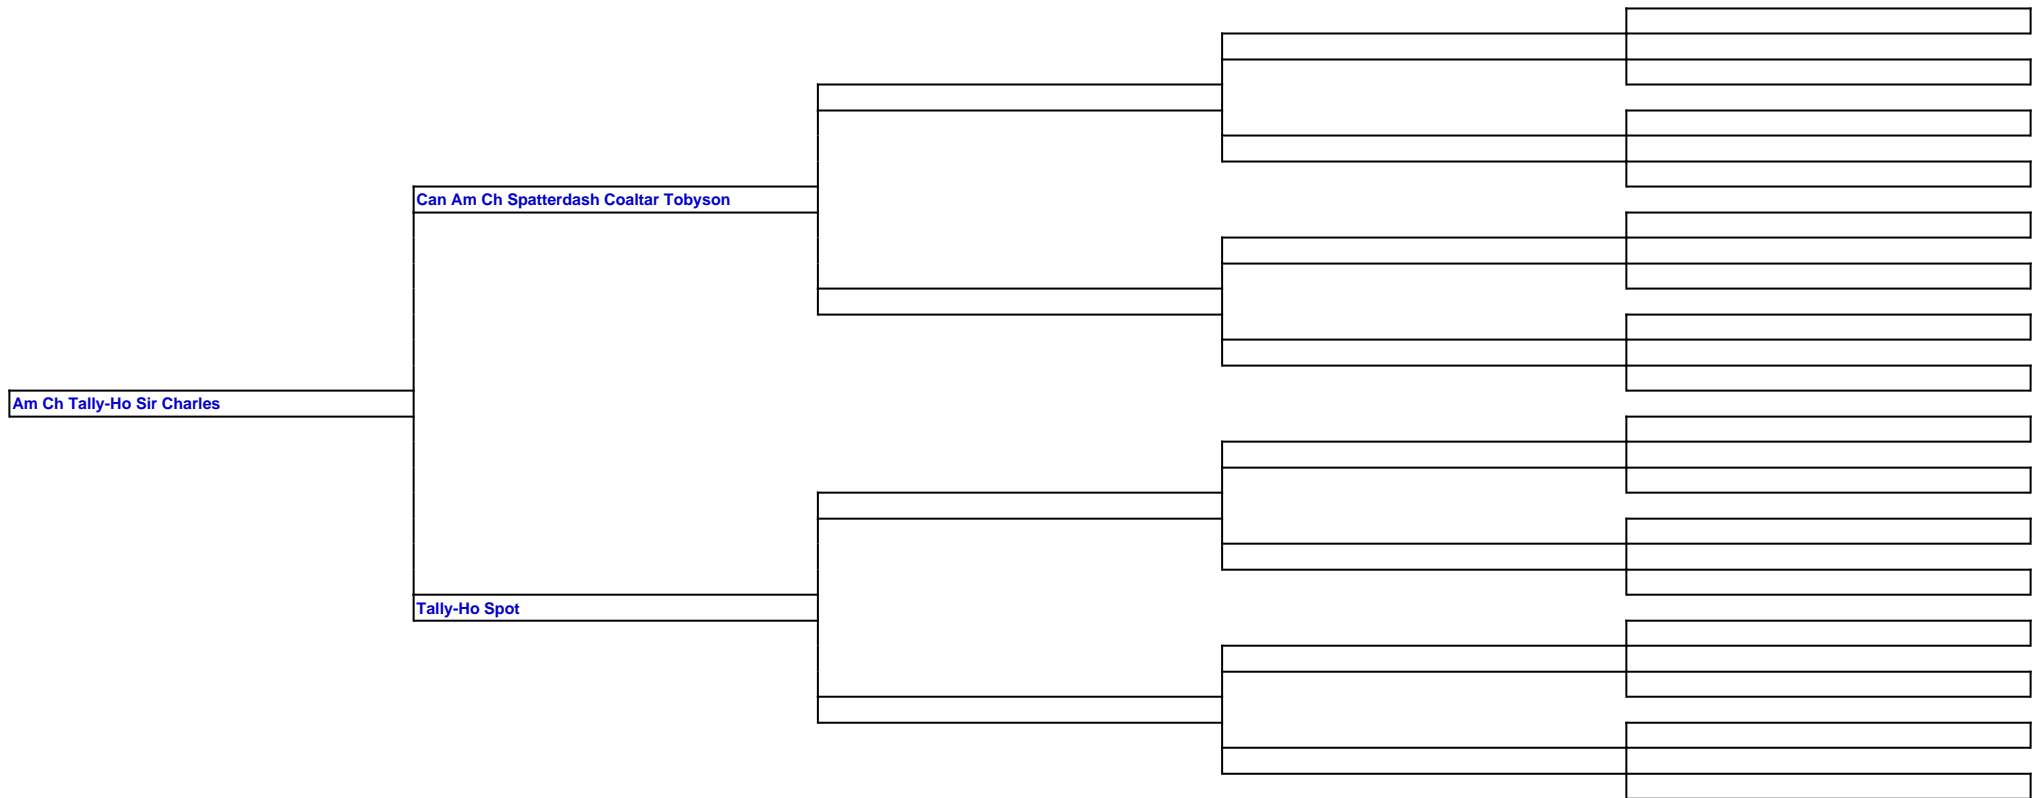 Can Am Ch Spatterdash Coaltar Tobyson
Am Ch Tally-Ho Sir Charles
Tally-Ho Spot